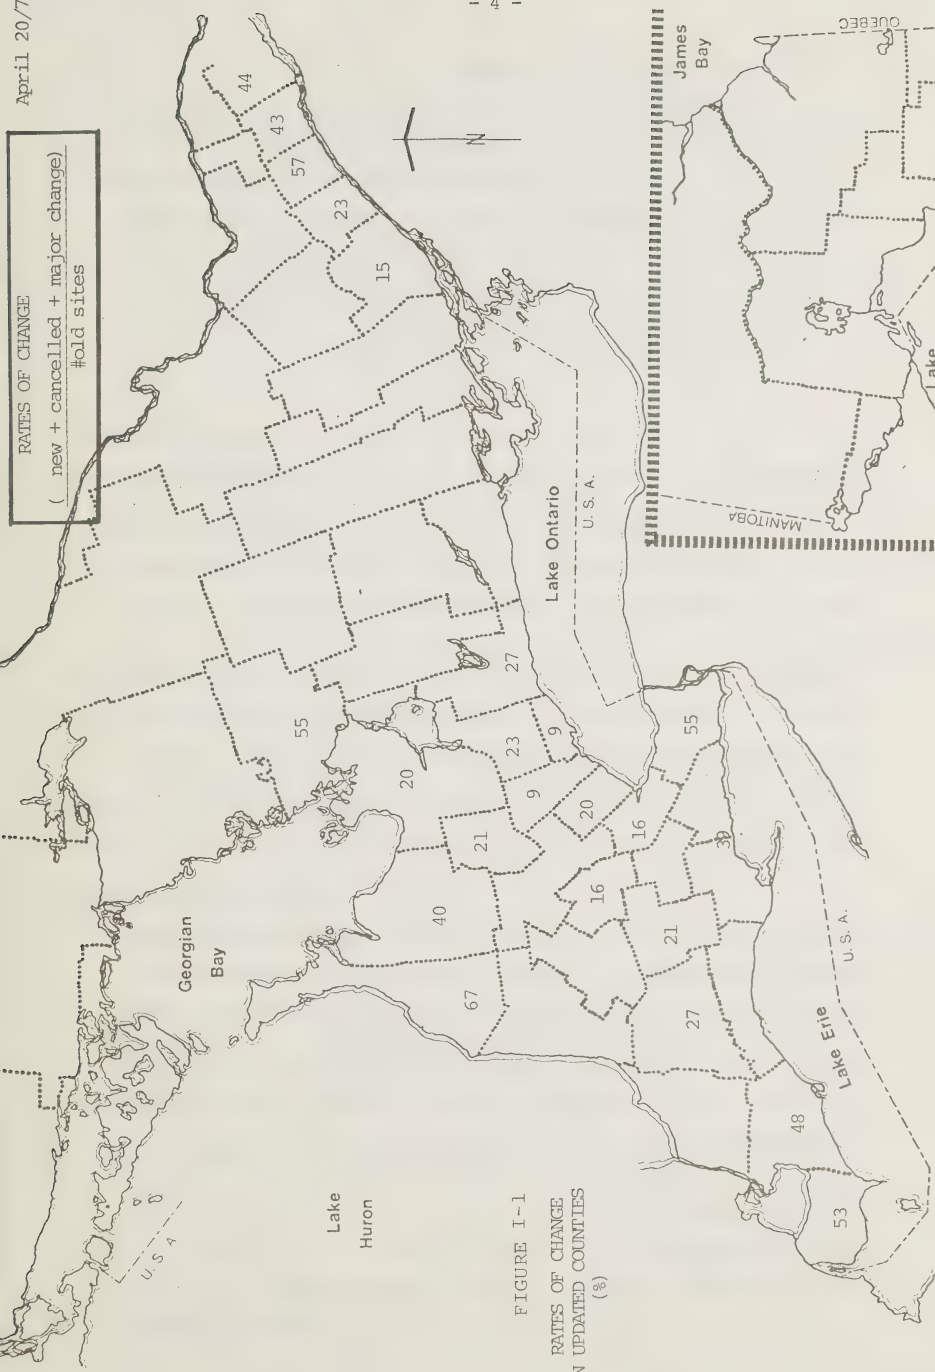 April 20/7
- 4 -
RATES OF CHANGE
( new + cancelled + major change)
#old sites
James
Bay
QUEBEC
MANITOBA
Lake
N
44
43
57
23
15
Lake Ontario
U. S. A.
27
55
23
9
20
9
20
55
21
16
39
40
16
Georgian
Bay
21
67
27
U. S. A.
Lake Erie
48
53
Lake
Huron
U S A
FIGURE I-1
RATES OF CHANGE
N UPDATED COUNTIES
(%)